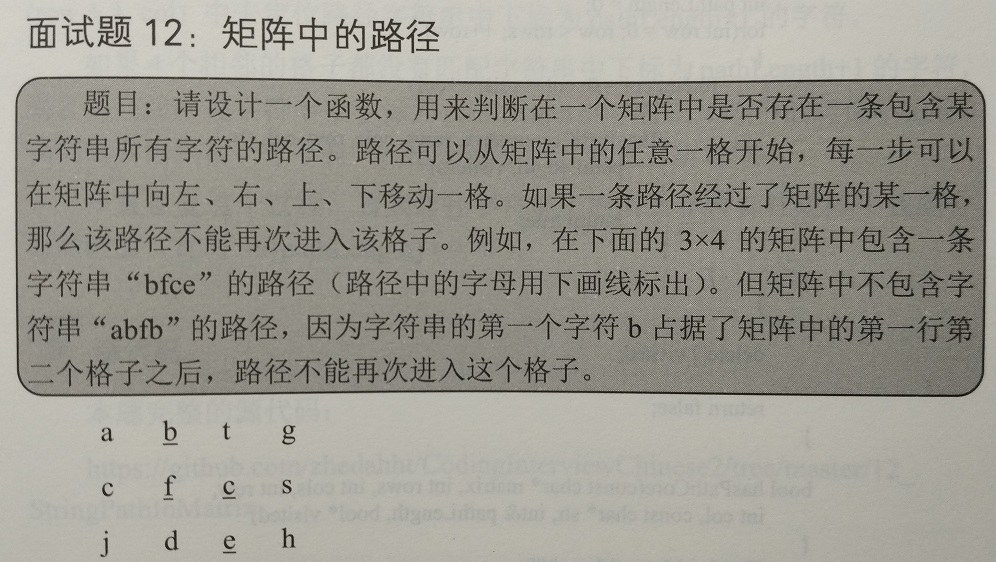 面试题 12：矩阵中的路径
题目：请设计一个函数，用来判断在一个矩阵中是否存在一条包含某
字符串所有字符的路径。路径可以从矩阵中的任意一格开始，每一步可以
在矩阵中向左、右、上、下移动一格。如果一条路径经过了矩阵的某一格，
那么该路径不能再次进入该格子。例如，在下面的 3×4 的矩阵中包含一条
字符串“bfce”的路径（路径中的字母用下画线标出）。但矩阵中不包含字
符串“abfb”的路径，因为字符串的第一个字符 b 占据了矩阵中的第一行第
二个格子之后，路径不能再次进入这个格子。
a b t g
c f c s
j d e h